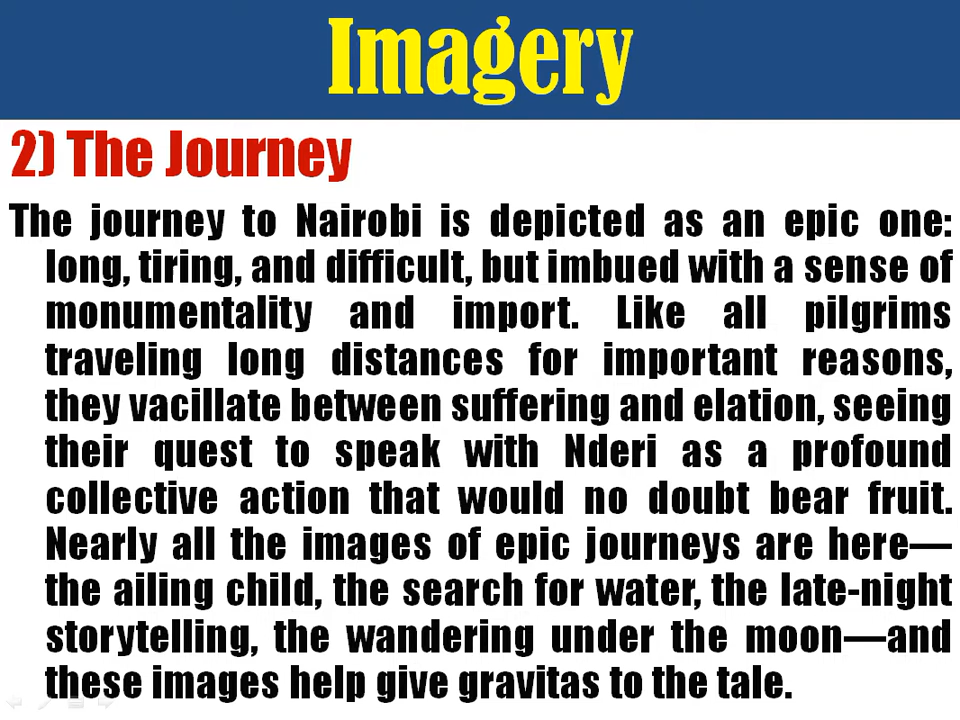 Imagery
2) The Journey
The journey to Nairobi is depicted as an epic one:
long, tiring, and difficult, but imbued with a sense of
monumentality and import. Like all pilgrims
traveling long distances for important reasons,
they vacillate between suffering and elation, seeing
their quest to speak with Nderi as a profound
collective action that would no doubt bear fruit.
Nearly all the images of epic journeys are here—
the ailing child, the search for water, the late-night
storytelling, the wandering under the moon—and
these images help give gravitas to the tale.